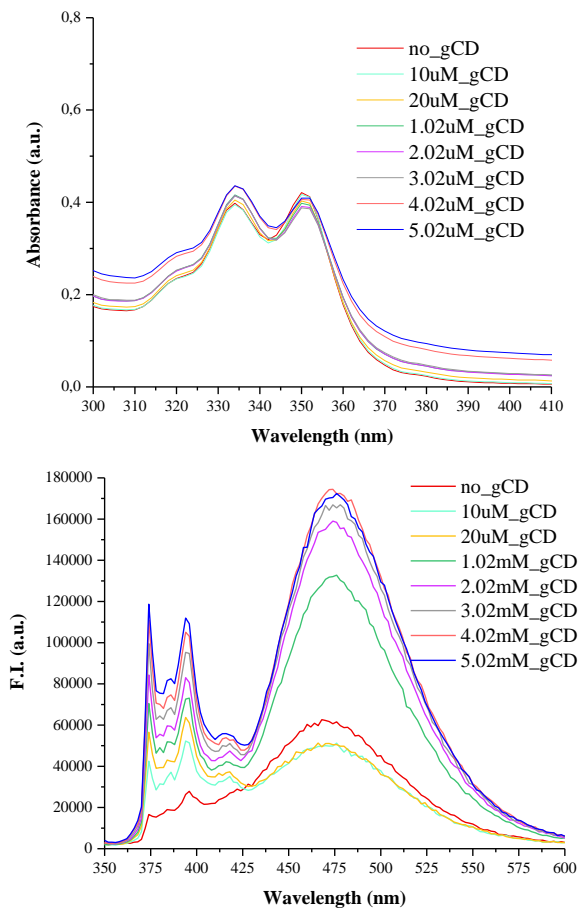 0,8
0,6
0,4
0,2
0,0
Absorbance (a.u.)
no_gCD
10uM_gCD
20uM_gCD
1.02uM_gCD
2.02uM_gCD
3.02uM_gCD
4.02uM_gCD
5.02uM_gCD
300 310 320 330 340 350 360 370 380 390 400 410
Wavelength (nm)
180000
160000
140000
120000
100000
80000
60000
40000
20000
0
F.I. (a.u.)
no_gCD
10uM_gCD
20uM_gCD
1.02mM_gCD
2.02mM_gCD
3.02mM_gCD
4.02mM_gCD
5.02mM_gCD
350 375 400 425 450 475 500 525 550 575 600
Wavelength (nm)